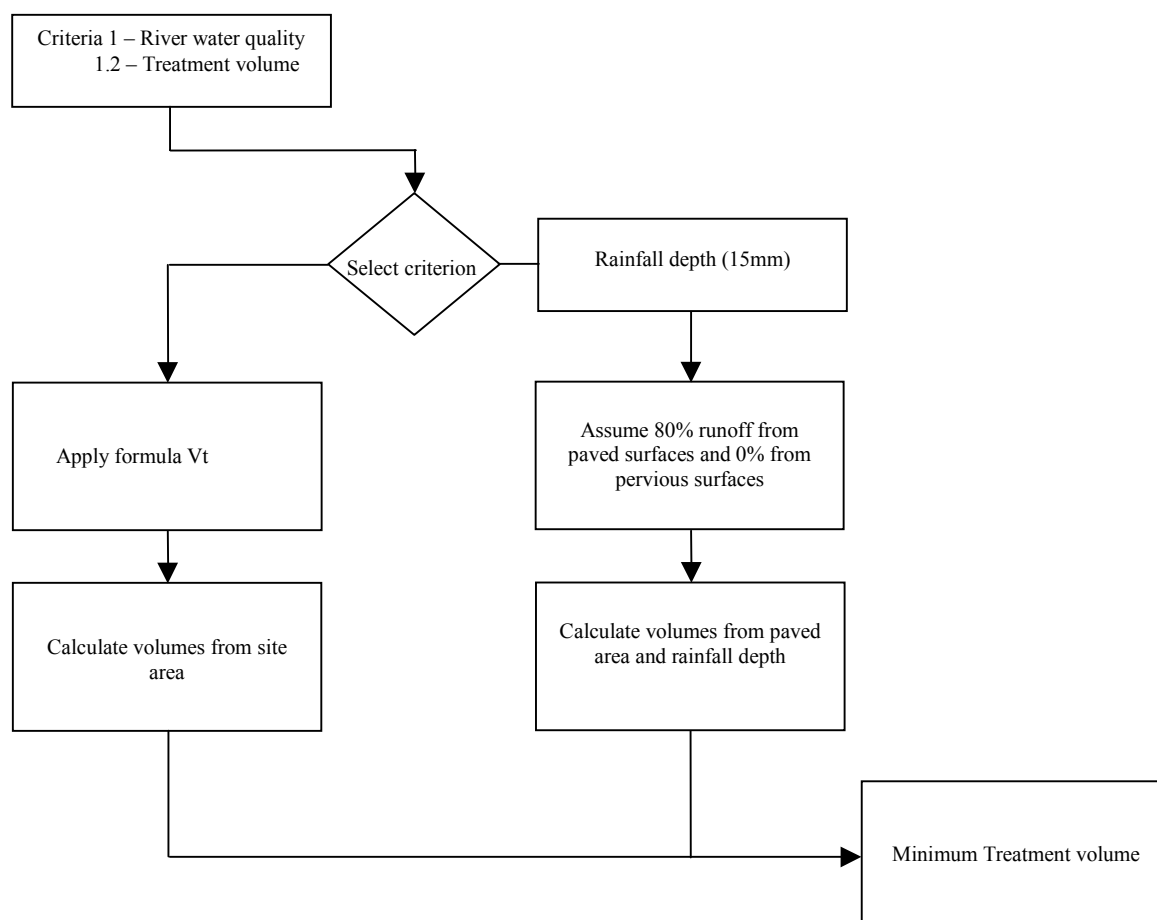 Criteria 1 – River water quality
1.2 – Treatment volume
Select criterion
Rainfall depth (15mm)
Apply formula Vt
Assume 80% runoff from
paved surfaces and 0% from
pervious surfaces
Calculate volumes from site
area
Calculate volumes from paved
area and rainfall depth
Minimum Treatment volume